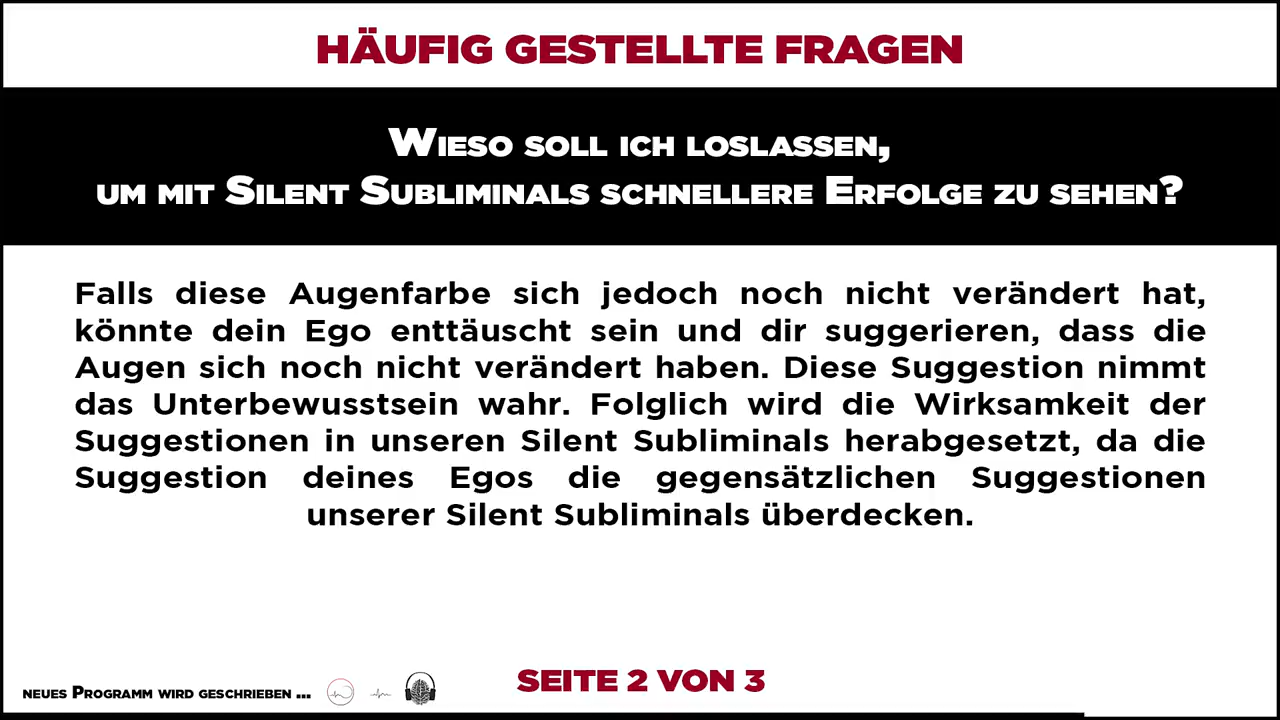 HÄUFIG GESTELLTE FRAGEN
WIESO SOLL ICH LOSLASSEN,
UM MIT SILENT SUBLIMINALS SCHNELLERE ERFOLGE ZU SEHEN?
Falls diese Augenfarbe sich jedoch noch nicht verändert hat,
könnte dein Ego enttäuscht sein und dir suggerieren, dass die
Augen sich noch nicht verändert haben. Diese Suggestion nimmt
das Unterbewusstsein wahr. Folglich wird die Wirksamkeit der
Suggestionen in unseren Silent Subliminals herabgesetzt, da die
Suggestion deines Egos die gegensätzlichen Suggestionen
unserer Silent Subliminals überdecken.
SEITE 2 VON 3
NEUES PROGRAMM WIRD GESCHRIEBEN ...